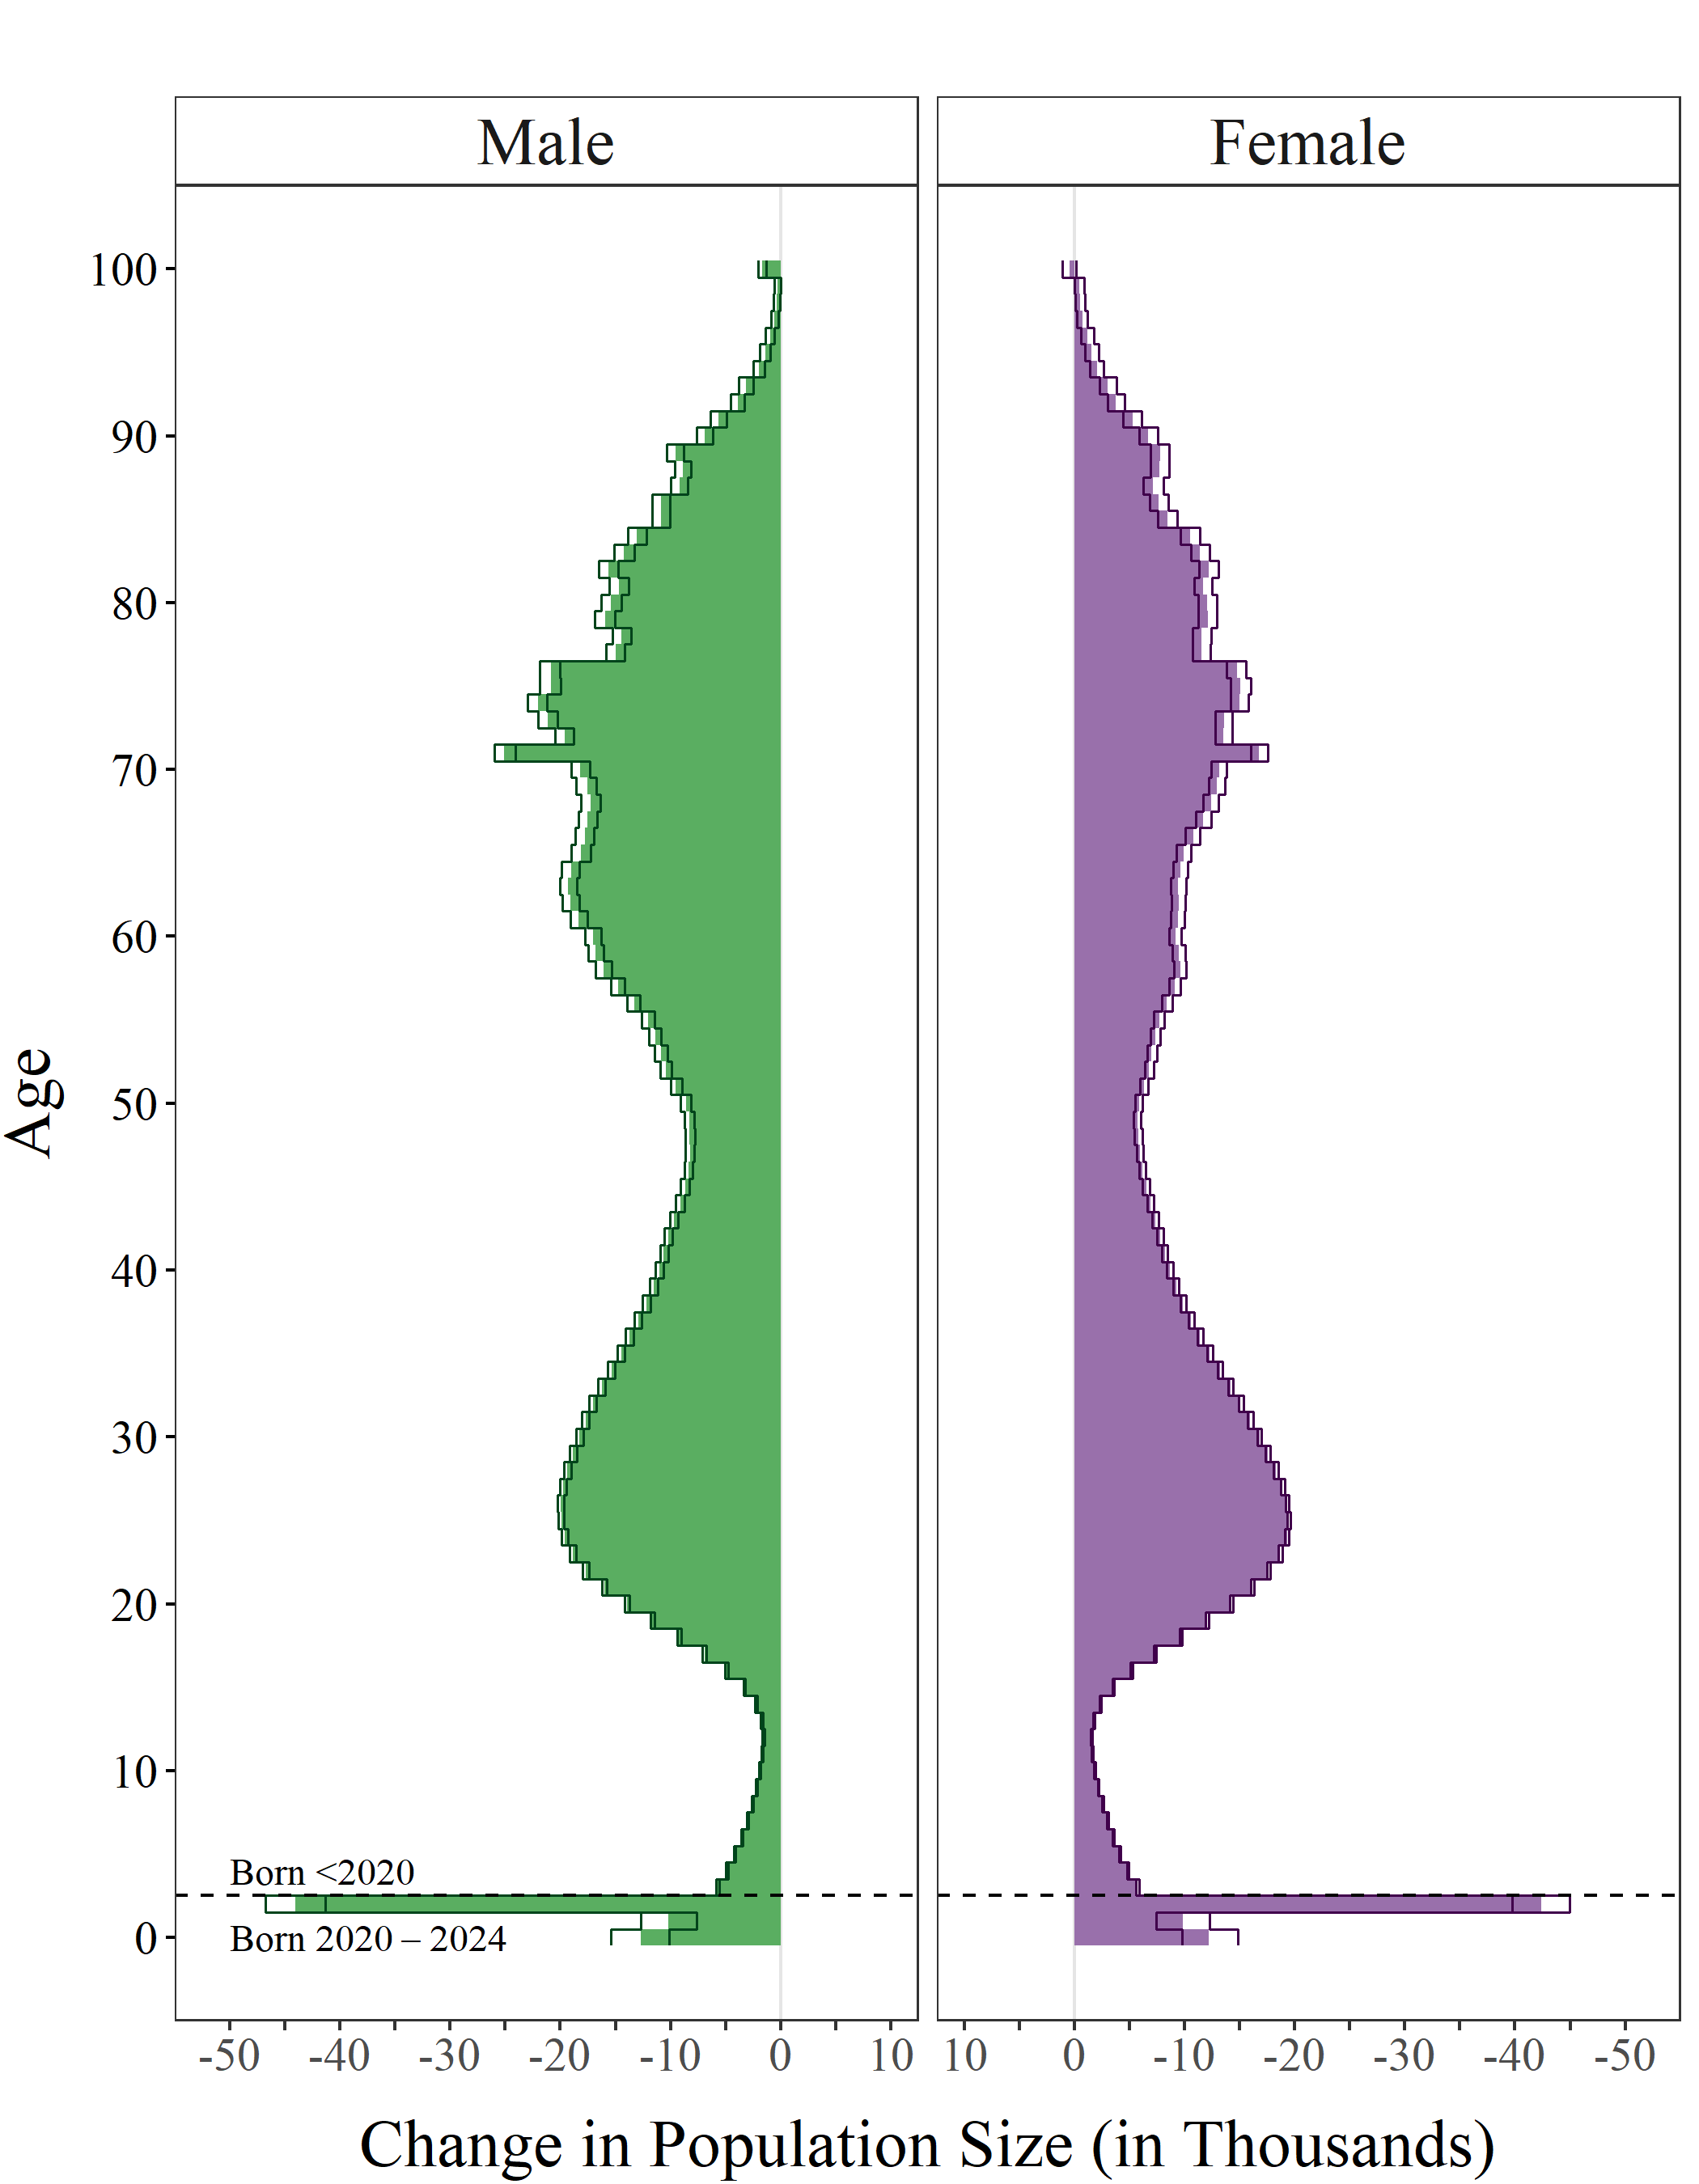 Male
Female
100
90
80
70
60
50
40
30
20
10
0
Age
Born <2020
Born 2020 – 2024
-50 -40 -30 -20 -10 0 10
10 0 -10 -20 -30 -40 -50
Change in Population Size (in Thousands)